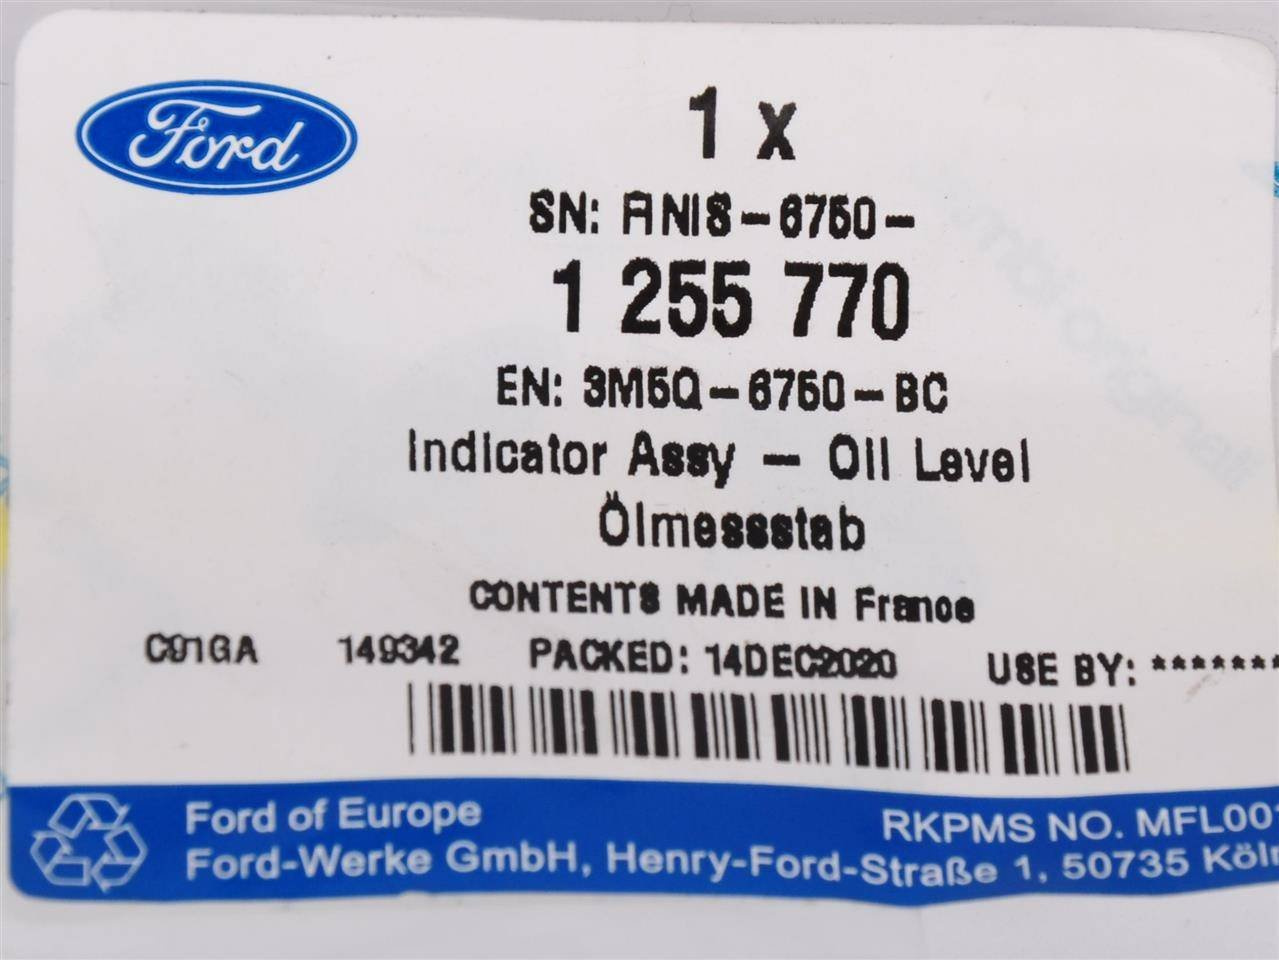 Ford
1 x
SN: ANIS-6750-
1 255 770
EN: 3M5Q-6750-BC
Indicator Assy - Oil Level
Ölmessstab
CONTENTS MADE IN France
C91GA 149342 PACKED: 14DEC2020 USE BY: *******
Ford of Europe
RKPMS NO. MFL001
Ford-Werke GmbH, Henry-Ford-Straße 1, 50735 Köln